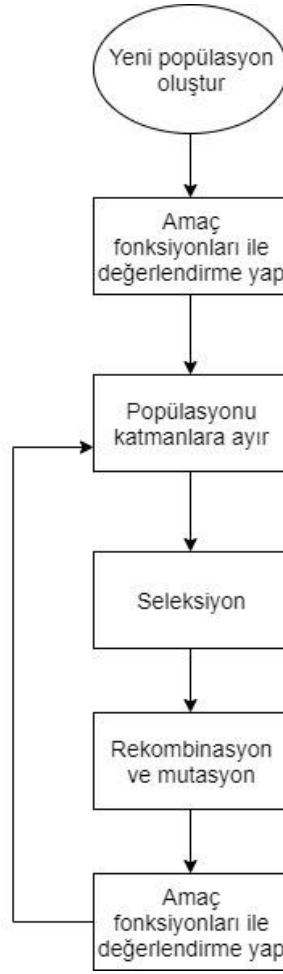 Yeni popülasyon
oluştur
Amaç
fonksiyonları ile
değerlendirme yap
Popülasyonu
katmanlara ayır
Seleksiyon
Rekombinasyon
ve mutasyon
Amaç
fonksiyonları ile
değerlendirme yap